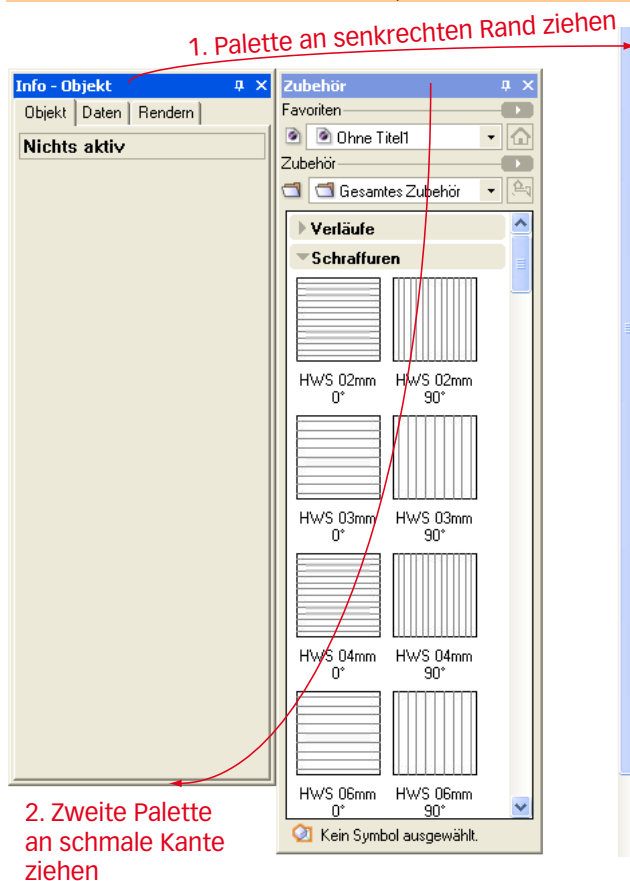 1. Palette an senkrechten Rand ziehen
Info - Objekt
Objekt Daten Rendern
Nichts aktiv
Zubehör
Favoriten
Ohne Titel1
Zubehör
Gesamtes Zubehör
Verläufe
Schraffuren
HWS 02mm HWS 02mm
0° 90°
HWS 03mm HWS 03mm
0° 90°
HWS 04mm HWS 04mm
0° 90°
HWS 06mm HWS 06mm
0° 90°
Kein Symbol ausgewählt.
2. Zweite Palette
an schmale Kante
ziehen